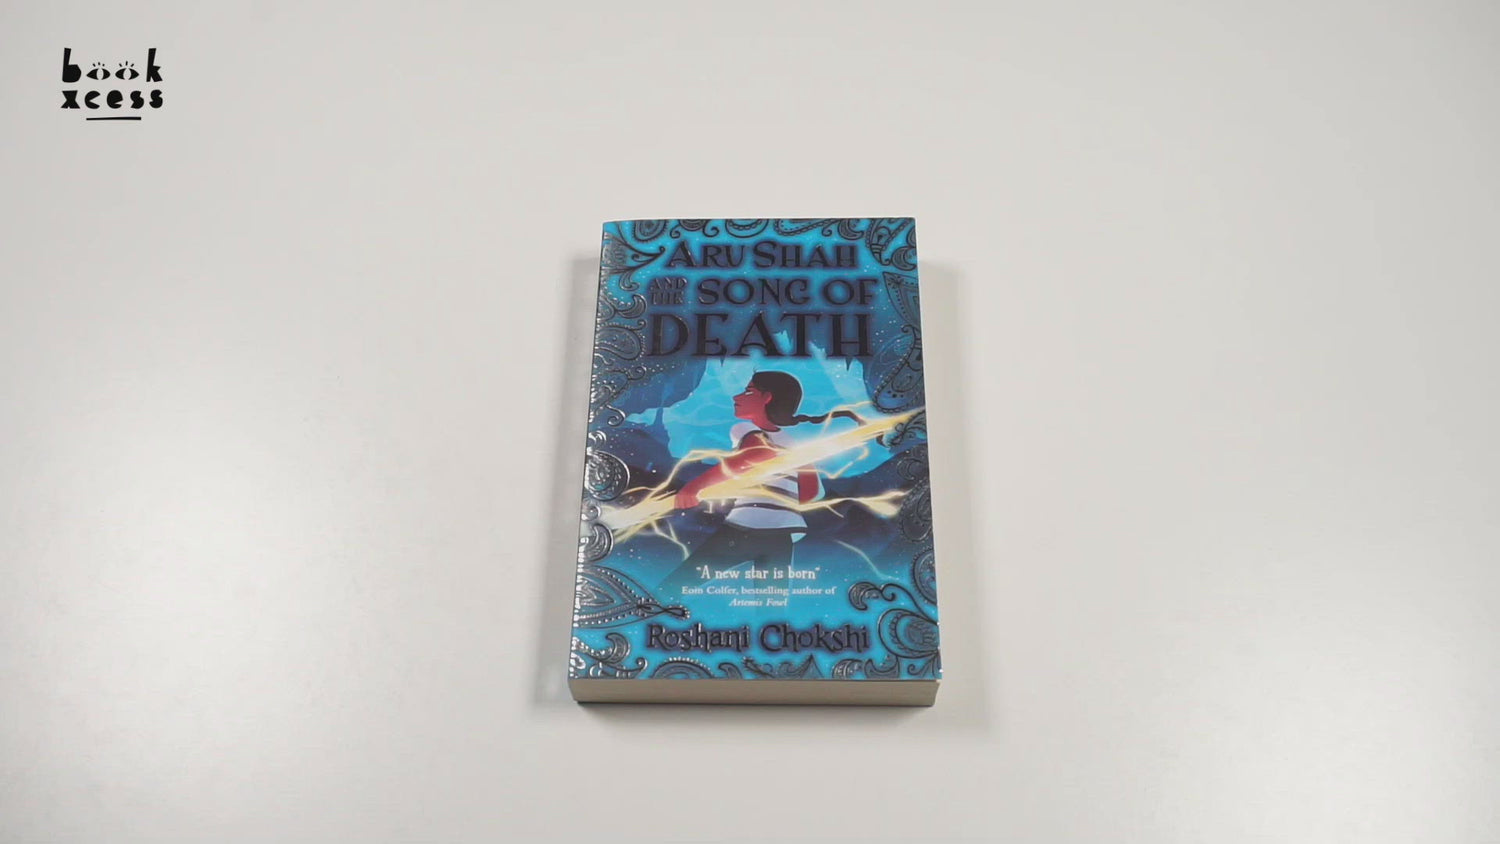 book
xcess
ARU SHAH
AND THE SONG OF
DEATH
"A new star is born"
Eoin Colfer, bestselling author of
Artemis Fowl
Roshani Chokshi